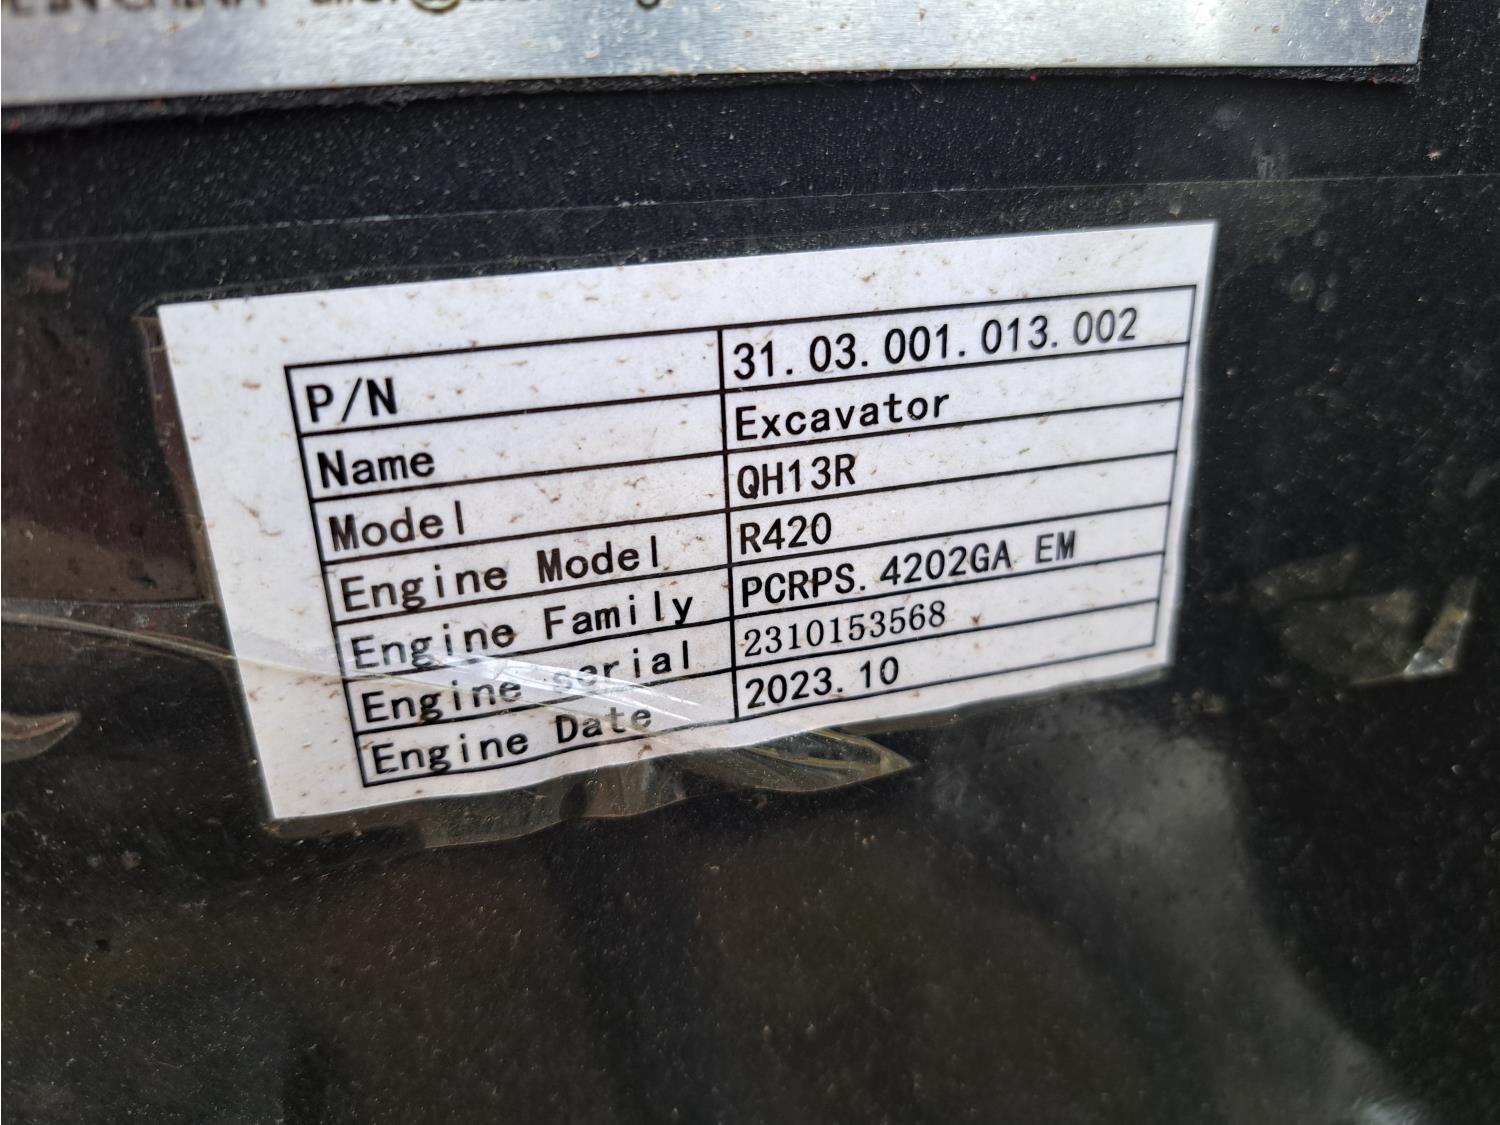 P/N 31.03.001.013.002
Name Excavator
Model QH13R
Engine Model R420
Engine Family PCRPS.4202GA EM
Engine serial 2310153568
Engine Date 2023.10